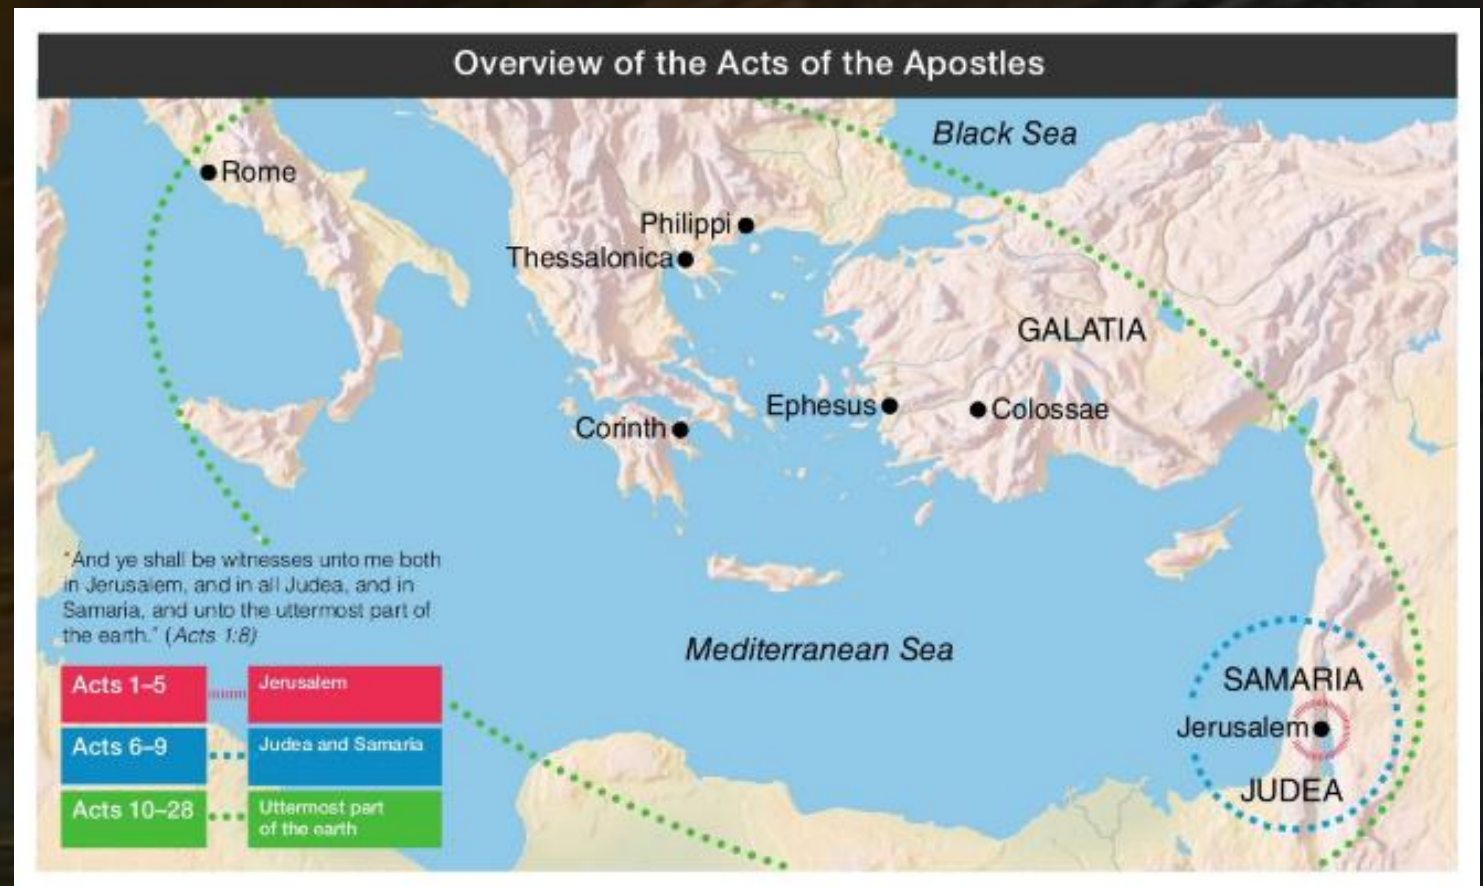 Overview of the Acts of the Apostles
Black Sea
Rome
Philippi
Thessalonica
GALATIA
Ephesus
Colossae
Corinth
"And ye shall be witnesses unto me both
in Jerusalem, and in all Judea, and in
Samaria, and unto the uttermost part of
the earth." (Acts 1:8)
Mediterranean Sea
SAMARIA
Jerusalem
JUDEA
Acts 1–5 Jerusalem
Acts 6–9 Judea and Samaria
Acts 10–28 Uttermost part
of the earth